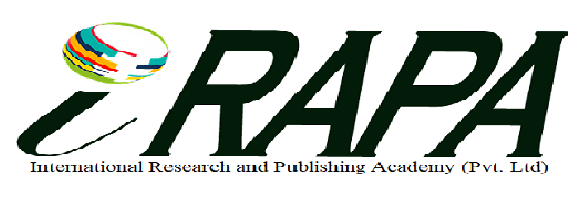 iRAPA
International Research and Publishing Academy (Pvt. Ltd)